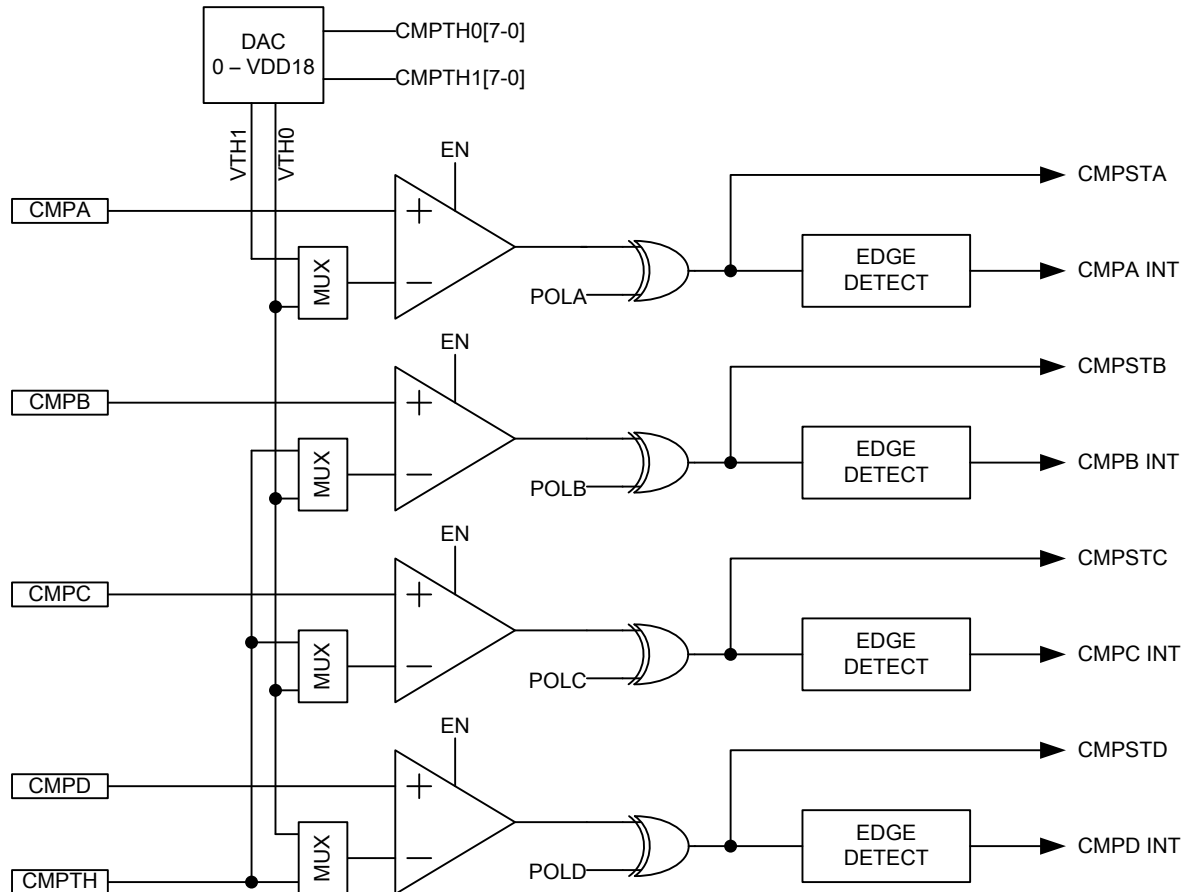 DAC
0 – VDD18
CMPTH0[7-0]
CMPTH1[7-0]
VTH1
VTH0
EN
CMPSTA
CMPA
+
MUX
−
POLA
EDGE
DETECT
CMPA INT
EN
CMPSTB
CMPB
+
MUX
−
POLB
EDGE
DETECT
CMPB INT
EN
CMPSTC
CMPC
+
MUX
−
POLC
EDGE
DETECT
CMPC INT
EN
CMPSTD
CMPD
+
MUX
−
POLD
EDGE
DETECT
CMPD INT
CMPTH